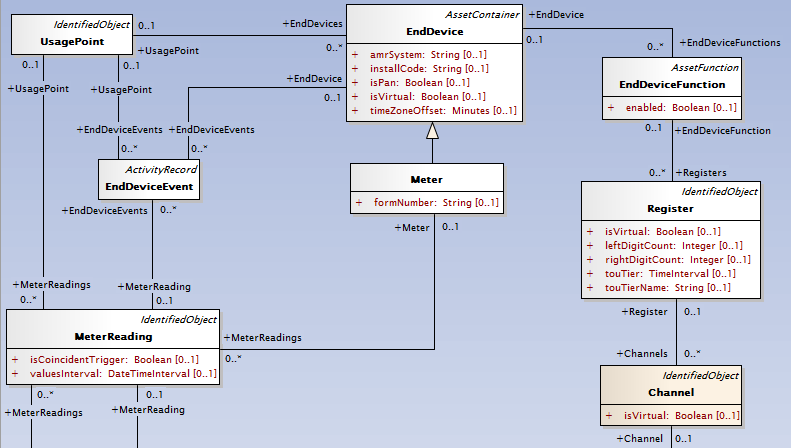 IdentifiedObject
UsagePoint
0..1
+EndDevices
0..*
+UsagePoint
0..1
0..1
+UsagePoint
+UsagePoint
AssetContainer
EndDevice
+ amrSystem: String [0..1]
+ installCode: String [0..1]
+ isPan: Boolean [0..1]
+ isVirtual: Boolean [0..1]
+ timeZoneOffset: Minutes [0..1]
+EndDevice
0..1
+EndDevice
0..1
0..*
+EndDeviceFunctions
AssetFunction
EndDeviceFunction
+ enabled: Boolean [0..1]
0..1
+EndDeviceFunction
+EndDeviceEvents
+EndDeviceEvents
0..*
0..*
ActivityRecord
EndDeviceEvent
+EndDeviceEvents
0..*
Meter
+ formNumber: String [0..1]
+Meter
0..1
0..*
+Registers
IdentifiedObject
Register
+ isVirtual: Boolean [0..1]
+ leftDigitCount: Integer [0..1]
+ rightDigitCount: Integer [0..1]
+ touTier: TimeInterval [0..1]
+ touTierName: String [0..1]
+Register
0..1
+MeterReadings
0..*
+MeterReading
0..1
IdentifiedObject
MeterReading
+ isCoincidentTrigger: Boolean [0..1]
+ valuesInterval: DateTimeInterval [0..1]
+MeterReadings
0..*
0..*
+MeterReadings
0..1
+MeterReading
+Channels
0..*
IdentifiedObject
Channel
+ isVirtual: Boolean [0..1]
+Channel
0..1